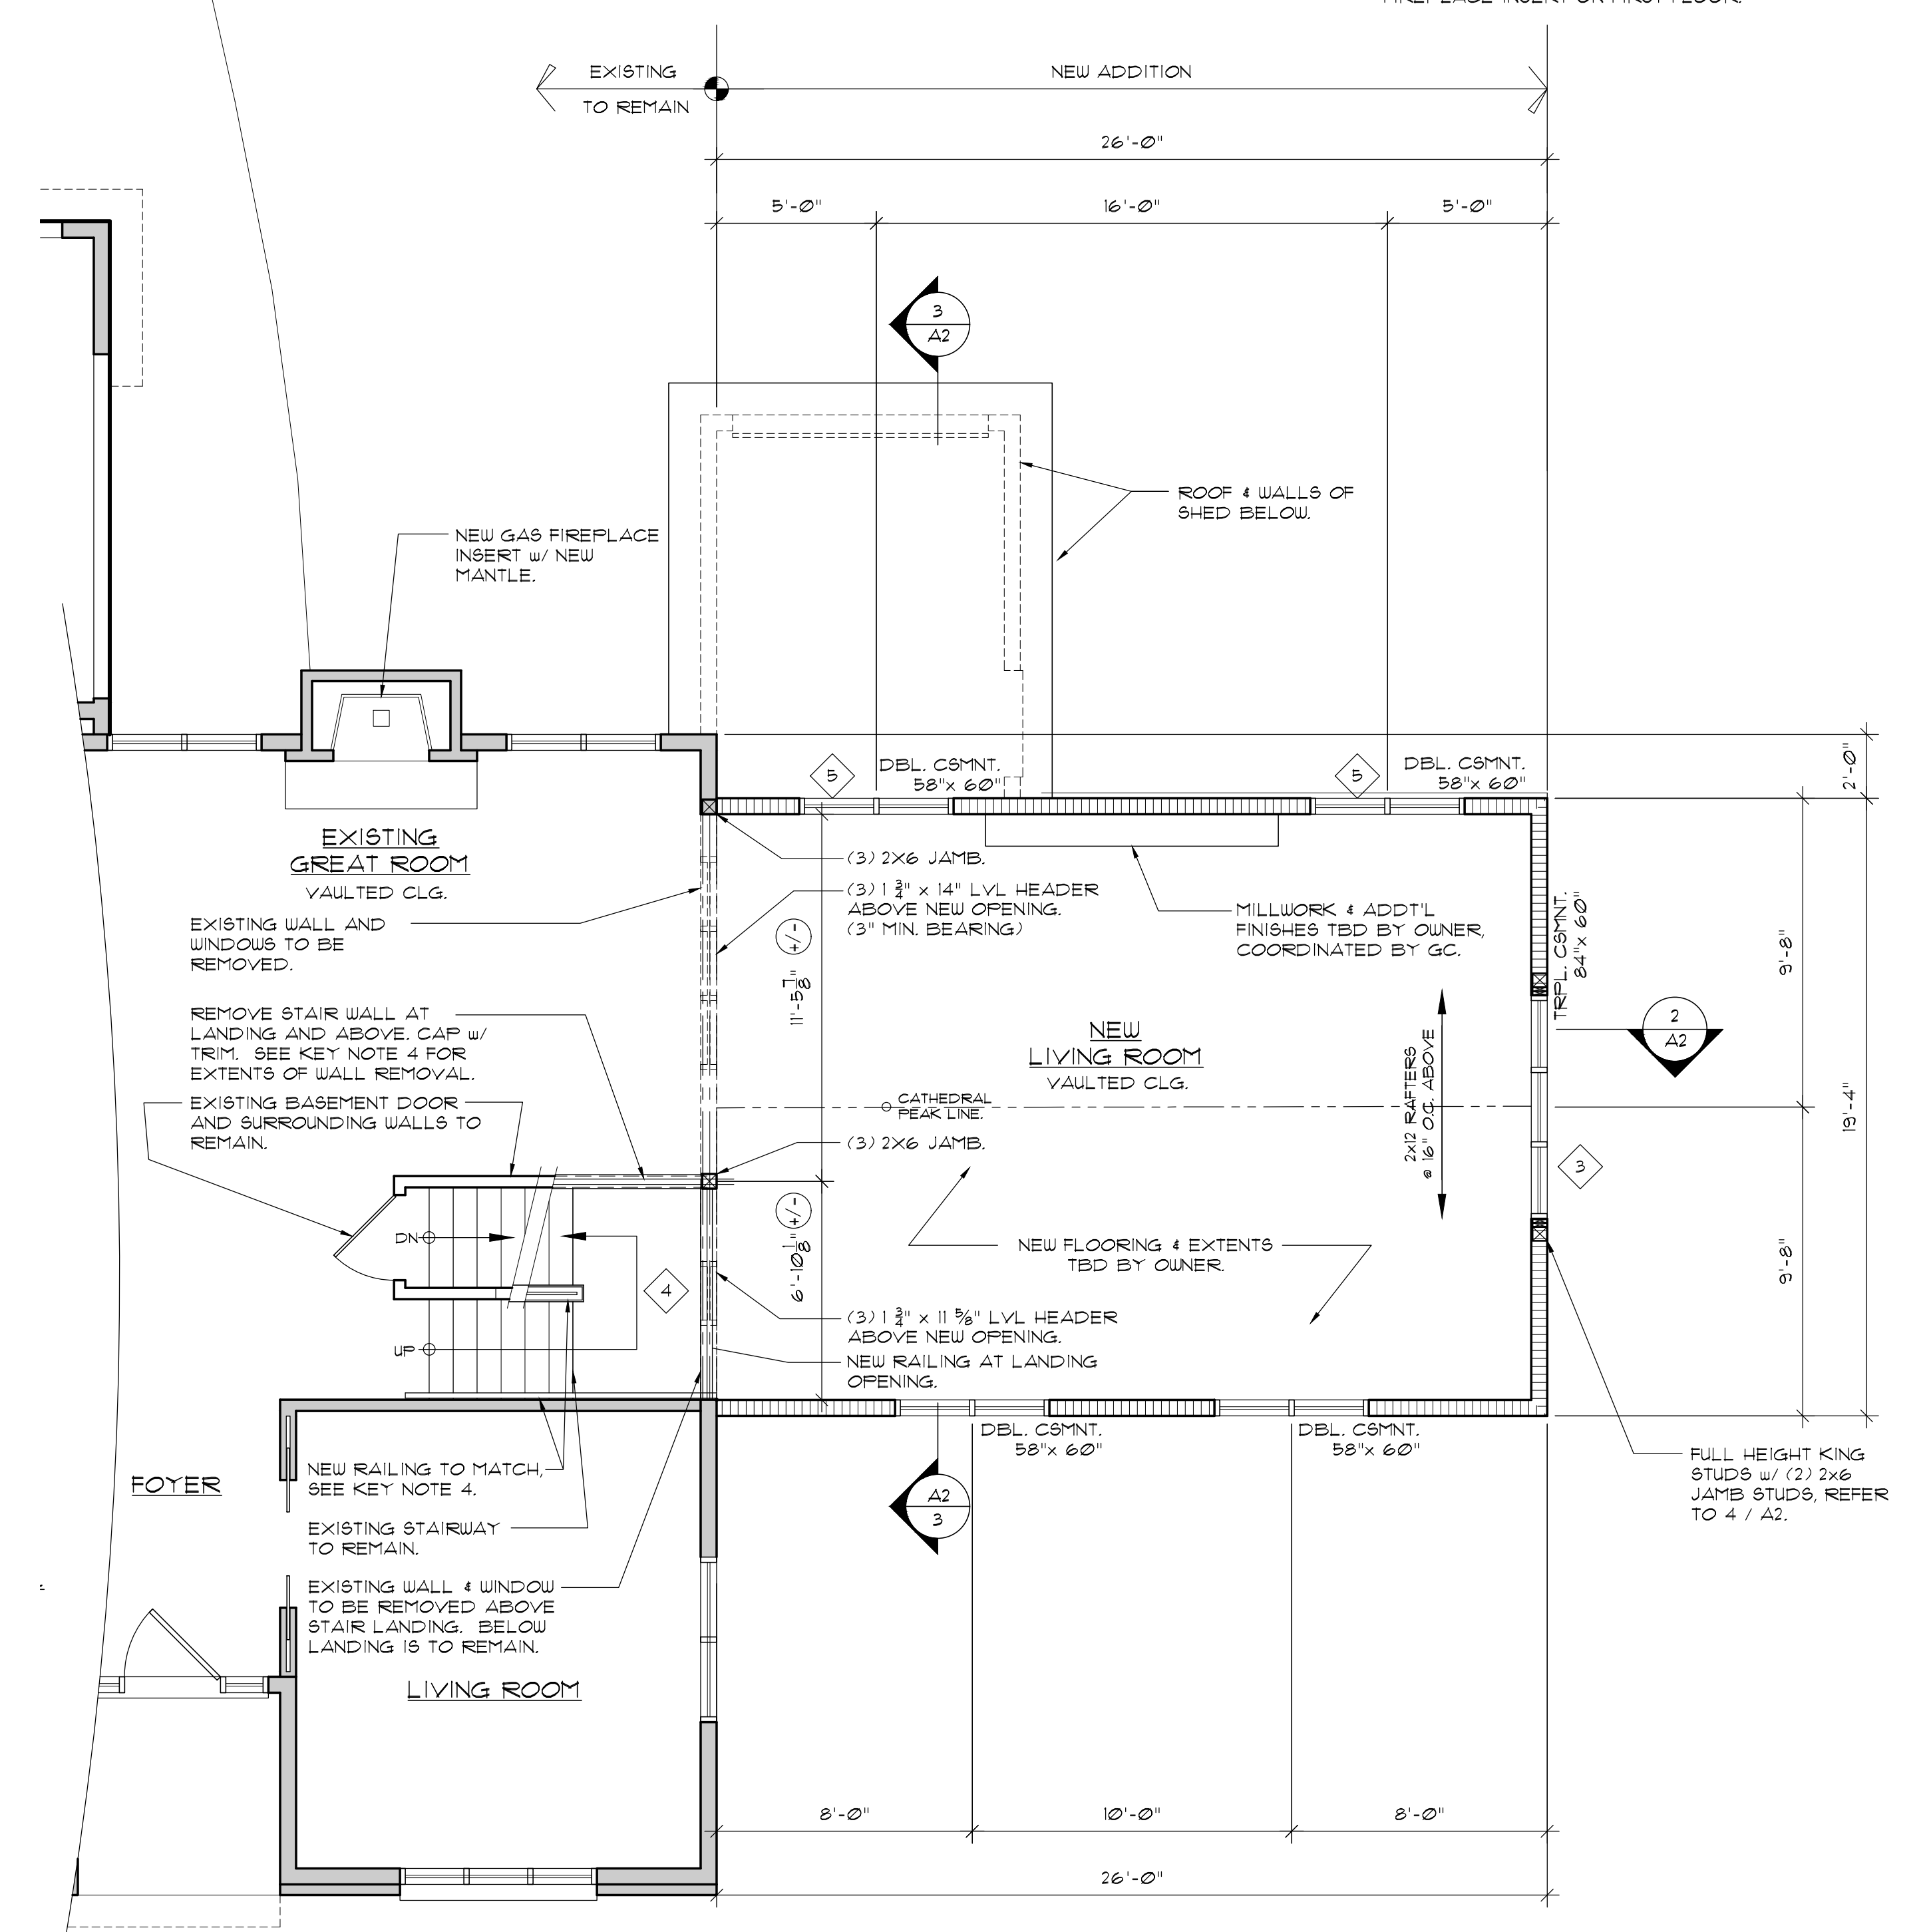 FIREPLACE INSERT ON FIRST FLOOR.
EXISTING
TO REMAIN
NEW ADDITION
26'-0"
5'-0"
16'-0"
5'-0"
3
A2
ROOF & WALLS OF
SHED BELOW.
NEW GAS FIREPLACE
INSERT w/ NEW
MANTLE.
2'-0"
5
DBL. CSMNT.
58"x 60"
5
DBL. CSMNT.
58"x 60"
EXISTING
GREAT ROOM
VAULTED CLG.
(3) 2X6 JAMB.
(3) 1 3/4" x 14" LVL HEADER
ABOVE NEW OPENING.
(3" MIN. BEARING)
MILLWORK & ADDT'L
FINISHES TBD BY OWNER,
COORDINATED BY GC.
TRPL. CSMNT.
84"x 60"
9'-8"
EXISTING WALL AND
WINDOWS TO BE
REMOVED.
11'-5 7/8" +/-
REMOVE STAIR WALL AT
LANDING AND ABOVE. CAP w/
TRIM. SEE KEY NOTE 4 FOR
EXTENTS OF WALL REMOVAL.
NEW
LIVING ROOM
VAULTED CLG.
2x12 RAFTERS
@ 16" O.C. ABOVE
2
A2
19'-4"
EXISTING BASEMENT DOOR
AND SURROUNDING WALLS TO
REMAIN.
CATHEDRAL
PEAK LINE.
(3) 2X6 JAMB.
3
DN
4
6'-10 1/8" +/-
NEW FLOORING & EXTENTS
TBD BY OWNER.
9'-8"
UP
(3) 1 3/4" x 11 5/8" LVL HEADER
ABOVE NEW OPENING.
NEW RAILING AT LANDING
OPENING.
DBL. CSMNT.
58"x 60"
DBL. CSMNT.
58"x 60"
FULL HEIGHT KING
STUDS w/ (2) 2x6
JAMB STUDS, REFER
TO 4 / A2.
FOYER
NEW RAILING TO MATCH,
SEE KEY NOTE 4.
A2
3
EXISTING STAIRWAY
TO REMAIN.
EXISTING WALL & WINDOW
TO BE REMOVED ABOVE
STAIR LANDING. BELOW
LANDING IS TO REMAIN.
LIVING ROOM
8'-0"
10'-0"
8'-0"
26'-0"